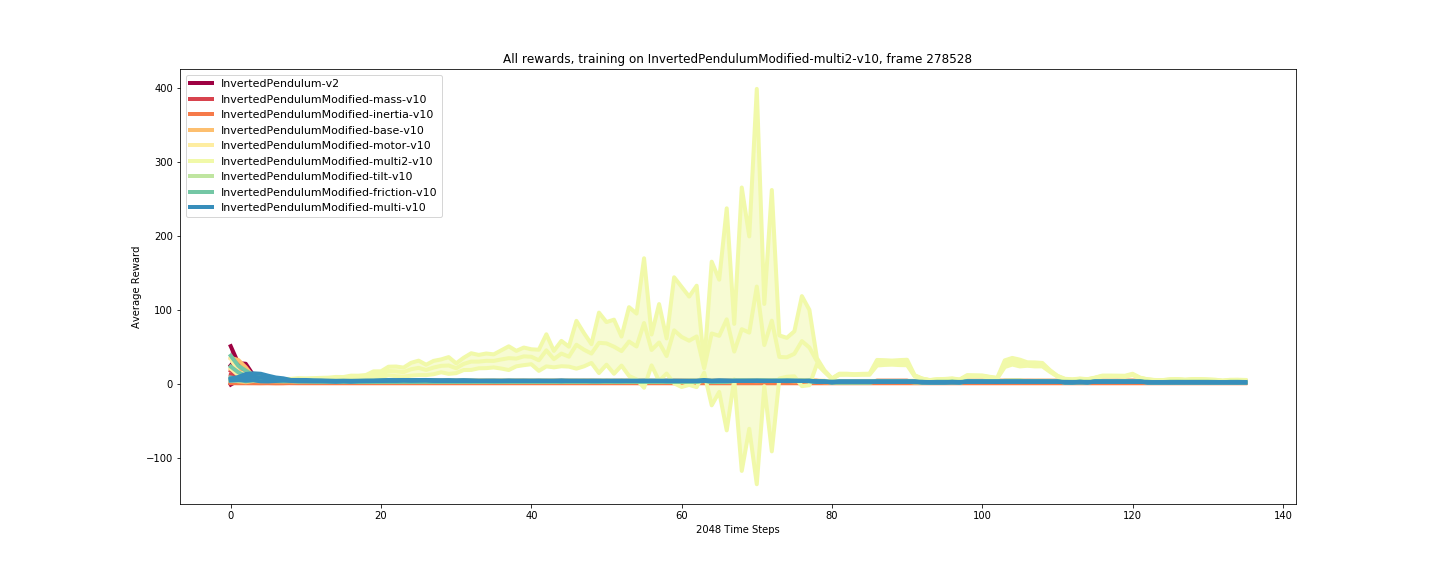 All rewards, training on InvertedPendulumModified-multi2-v10, frame 278528
InvertedPendulum-v2
InvertedPendulumModified-mass-v10
InvertedPendulumModified-inertia-v10
InvertedPendulumModified-base-v10
InvertedPendulumModified-motor-v10
InvertedPendulumModified-multi2-v10
InvertedPendulumModified-tilt-v10
InvertedPendulumModified-friction-v10
InvertedPendulumModified-multi-v10
400
300
200
100
0
−100
Average Reward
0 20 40 60 80 100 120 140
2048 Time Steps